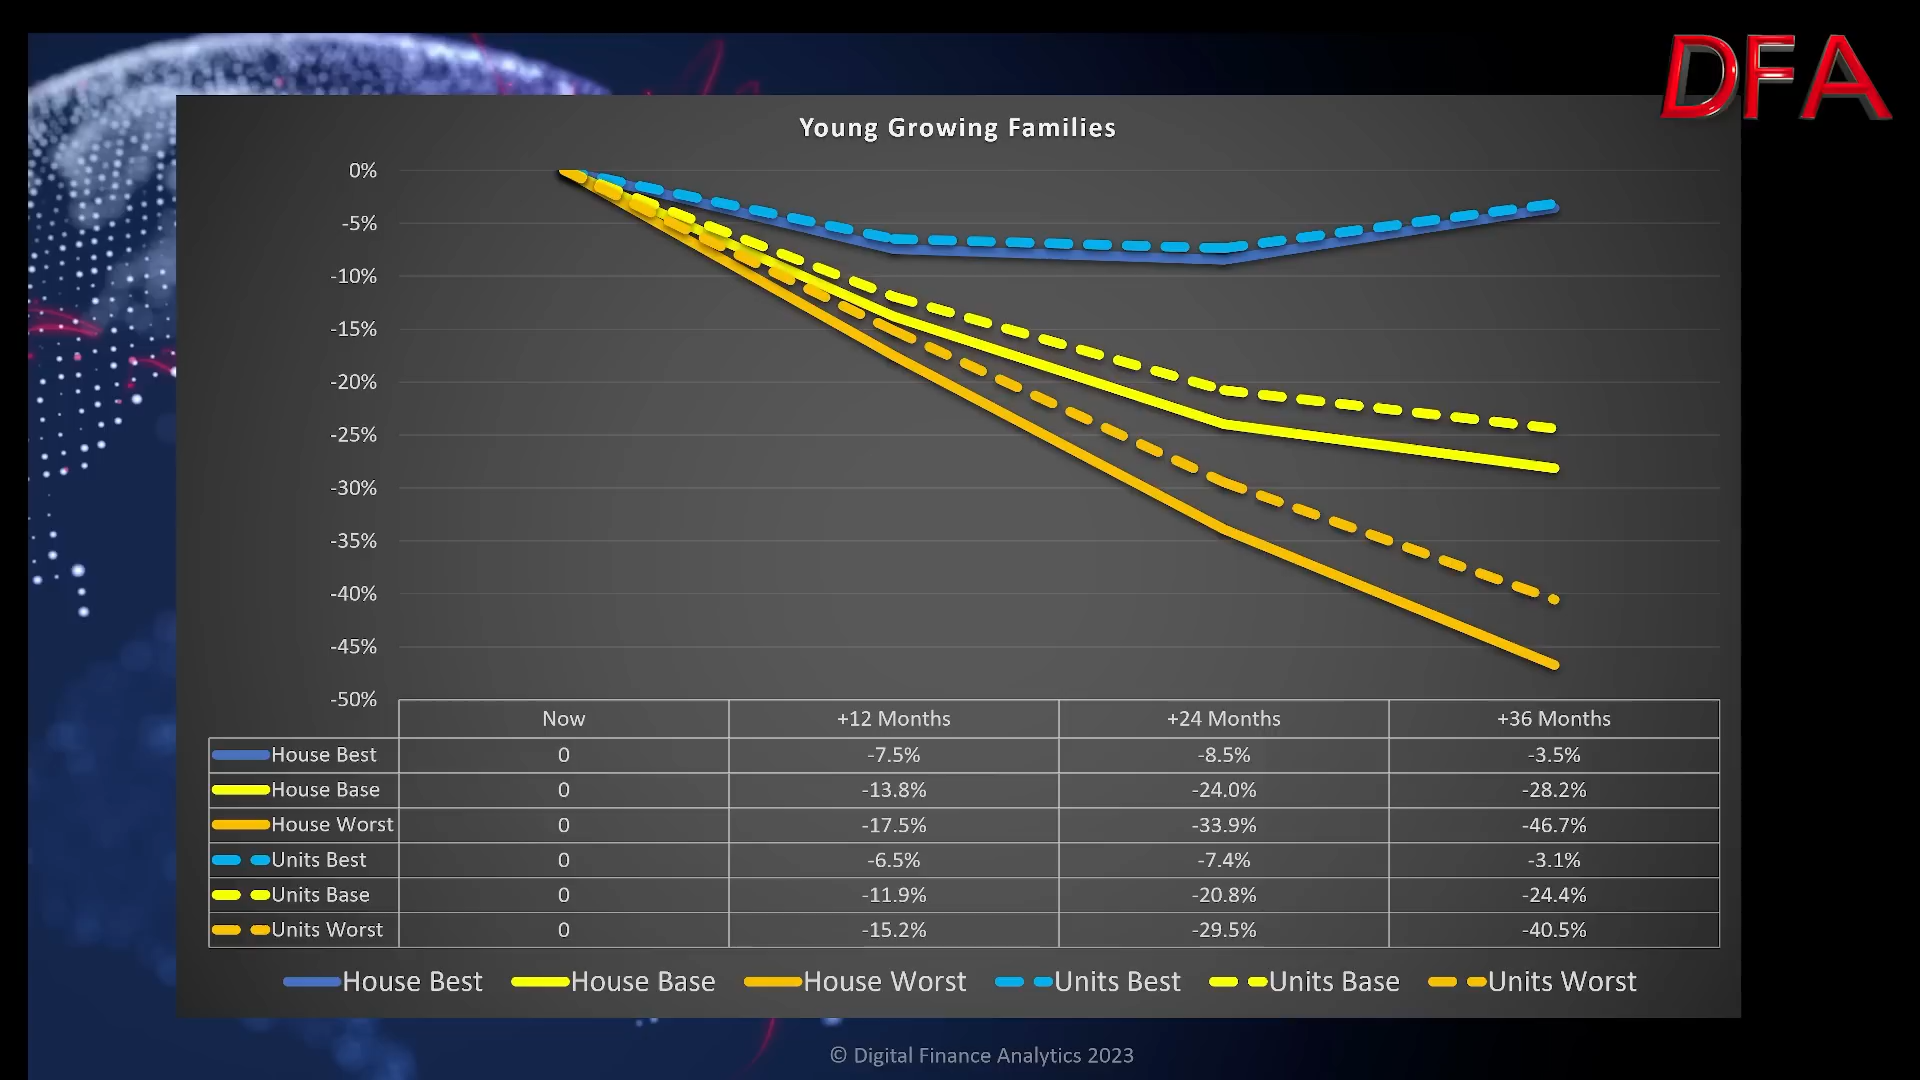 DFA
Young Growing Families
0%
-5%
-10%
-15%
-20%
-25%
-30%
-35%
-40%
-45%
-50%
Now +12 Months +24 Months +36 Months
House Best 0 -7.5% -8.5% -3.5%
House Base 0 -13.8% -24.0% -28.2%
House Worst 0 -17.5% -33.9% -46.7%
Units Best 0 -6.5% -7.4% -3.1%
Units Base 0 -11.9% -20.8% -24.4%
Units Worst 0 -15.2% -29.5% -40.5%
House Best House Base House Worst Units Best Units Base Units Worst
© Digital Finance Analytics 2023